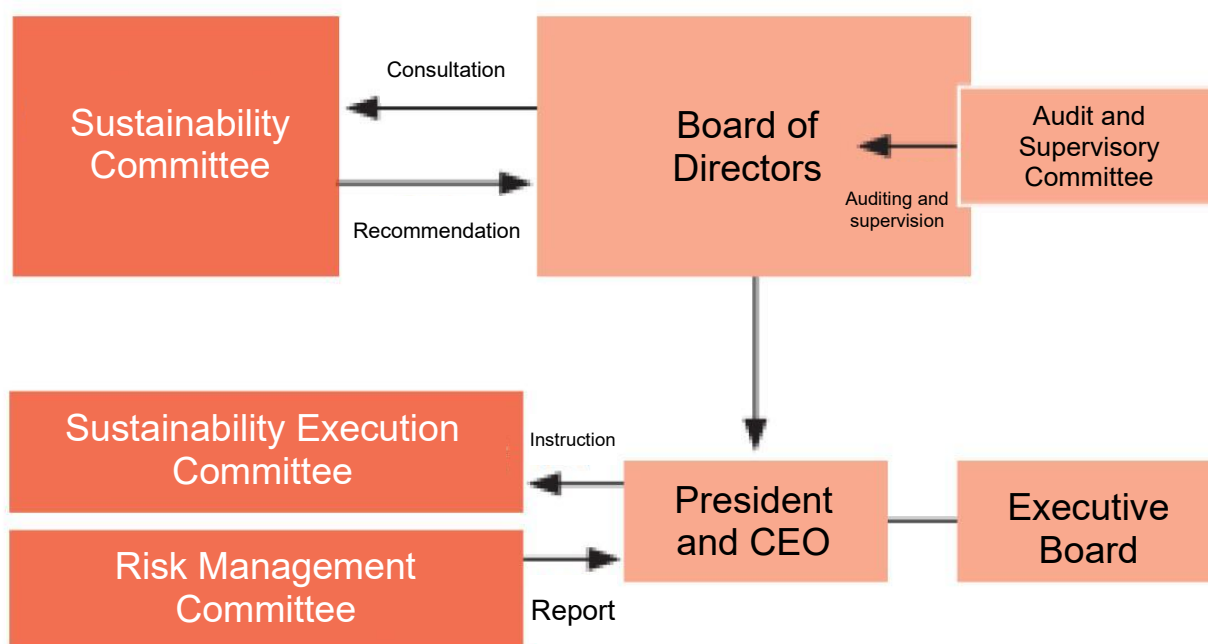 Sustainability
Committee
Consultation
Recommendation
Board of
Directors
Auditing and
supervision
Audit and
Supervisory
Committee
Sustainability Execution
Committee
Risk Management
Committee
Instruction
Report
President
and CEO
Executive
Board